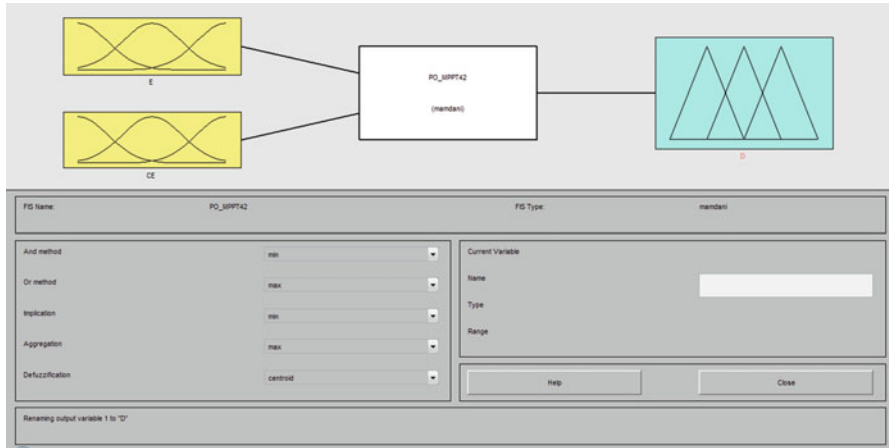 E
PO_MPPT42
(mamdani)
CE
D
FIS Name: PO_MPPT42 FIS Type: mamdani
And method min
Or method max
Implication min
Aggregation max
Defuzzification centroid
Current Variable
Name
Type
Range
Help Close
Renaming output variable 1 to "D"